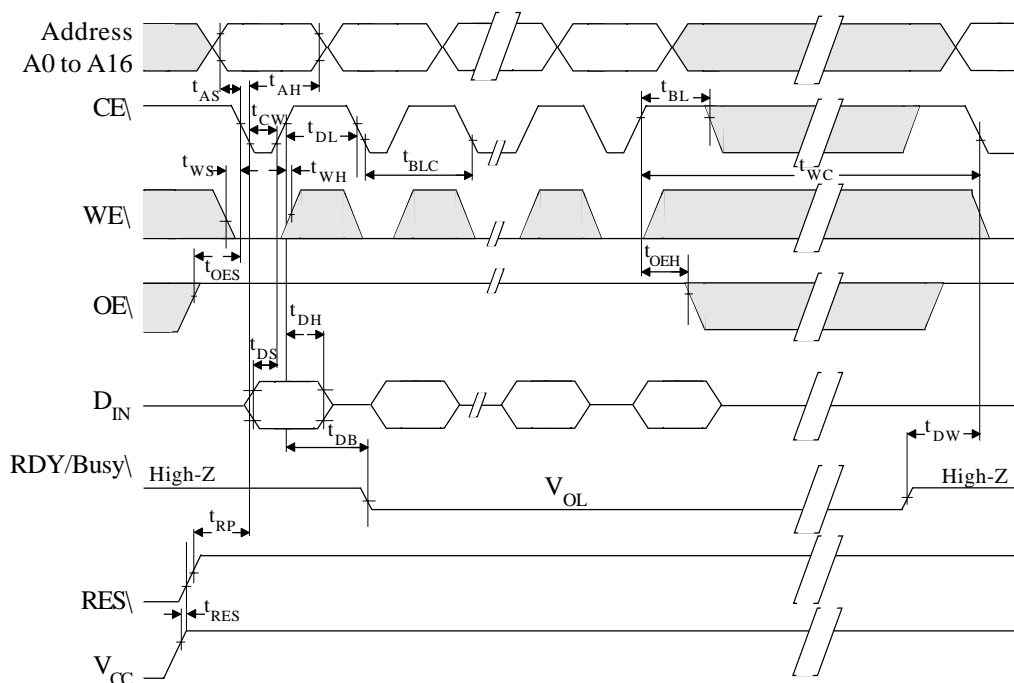 Address
A0 to A16
tAS
tAH
CE\
tCW
tBL
tDL
tBLC
tWS
tWH
tWC
WE\
tOES
tOEH
OE\
tDH
tDS
DIN
tDB
tDW
RDY/Busy\
High-Z
VOL
High-Z
tRP
RES\
tRES
VCC